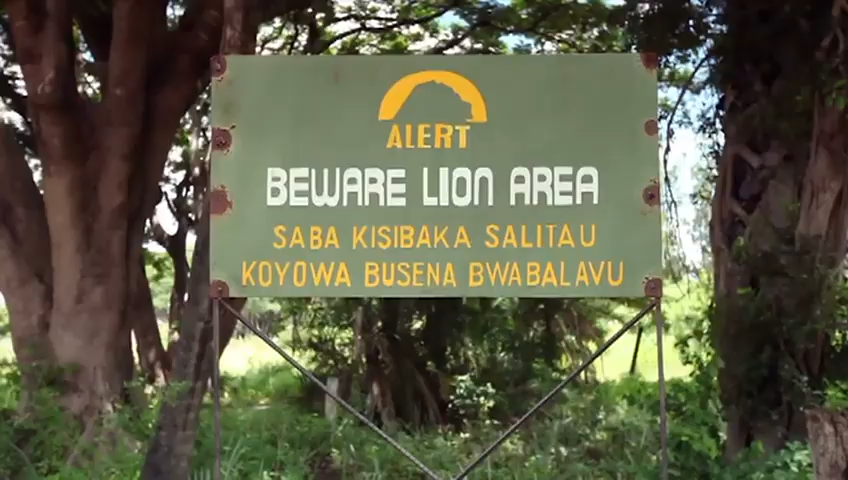 ALERT
BEWARE LION AREA
SABA KISIBAKA SALITAU
KOYOWA BUSENA BWABALAVU